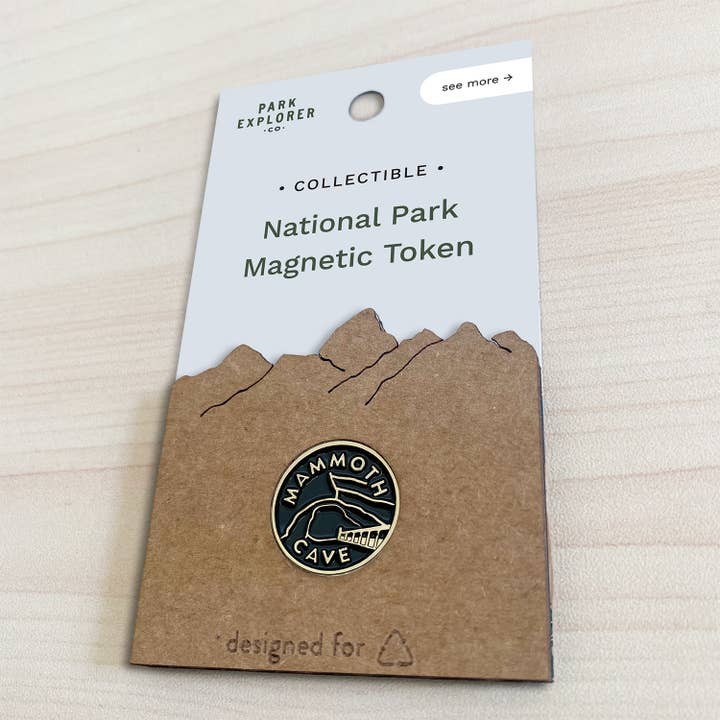 PARK
EXPLORER
·CO·
see more →
• COLLECTIBLE •
National Park
Magnetic Token
MAMMOTH
CAVE
designed for